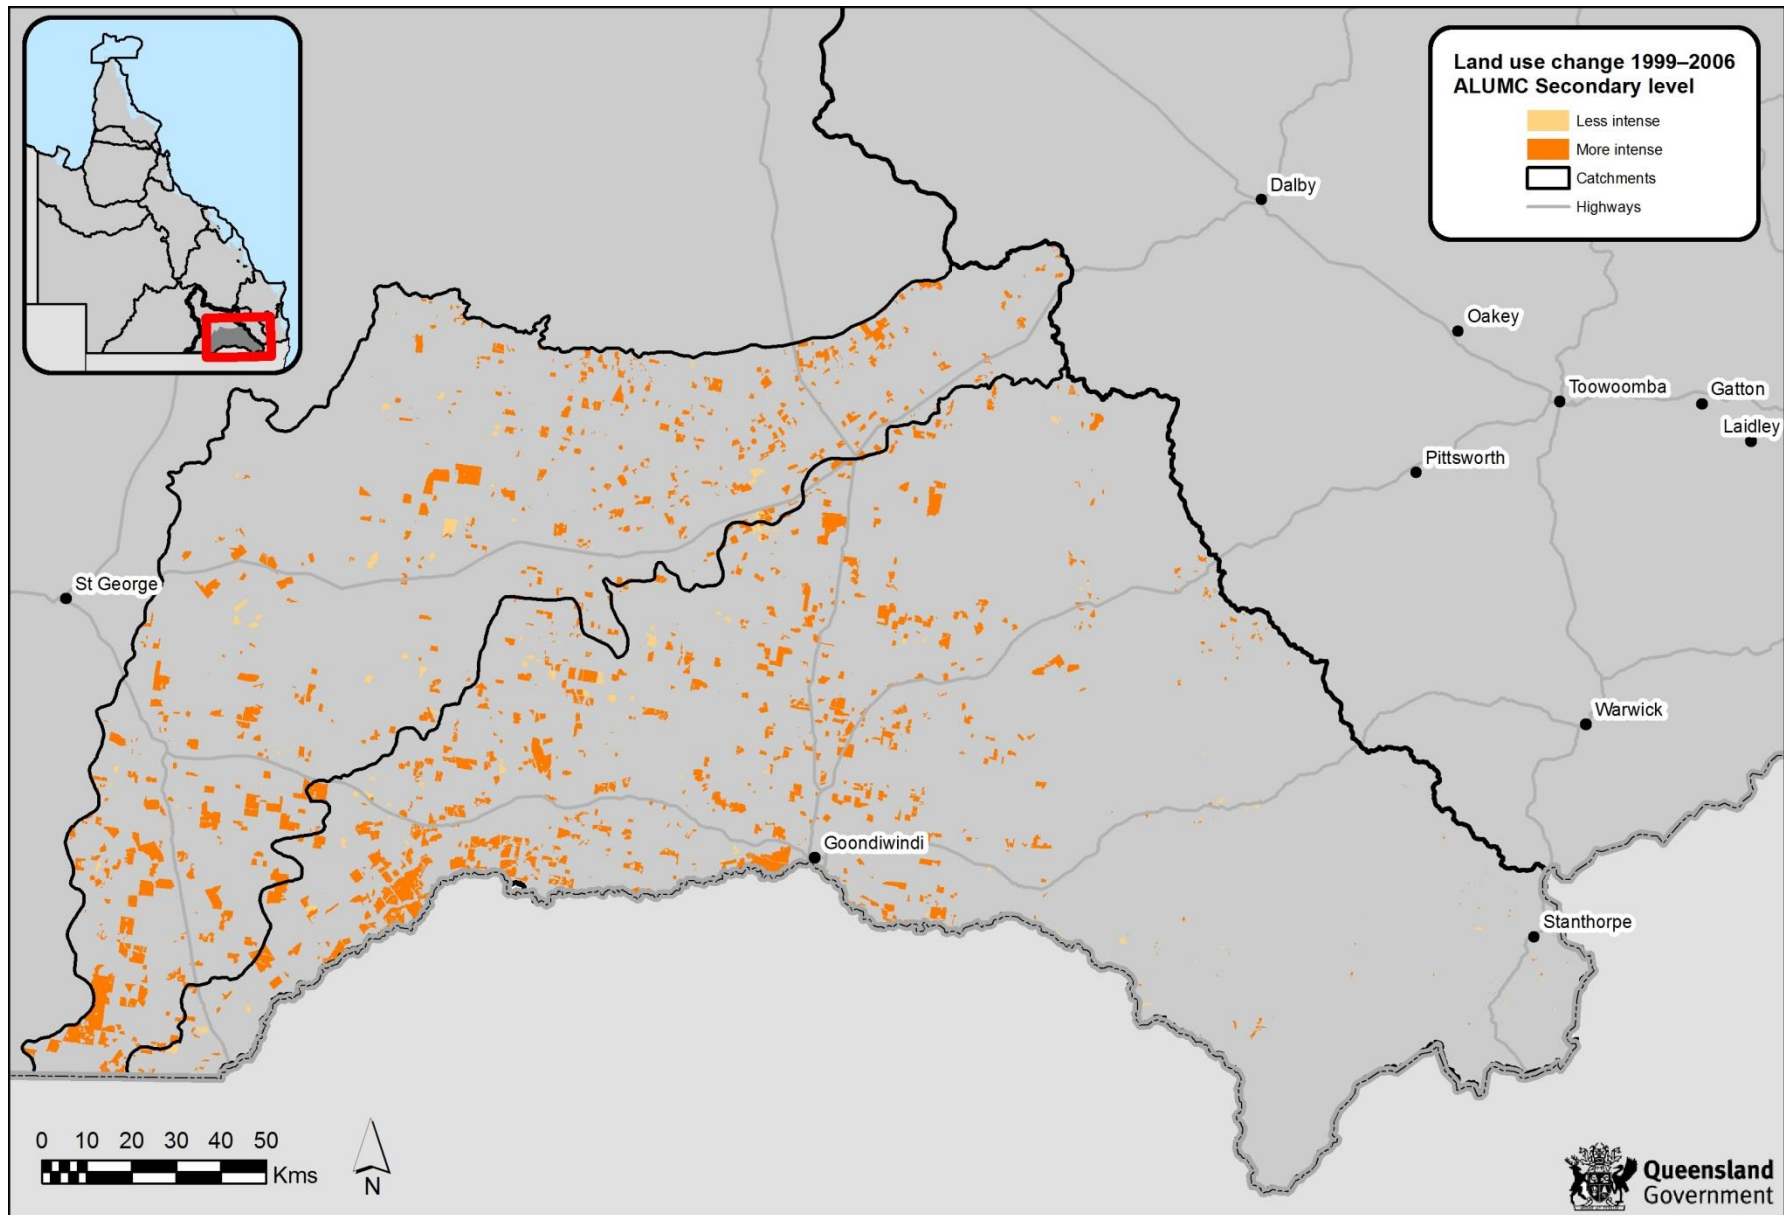 Land use change 1999–2006
ALUMC Secondary level
Less intense
More intense
Catchments
Highways
Dalby
Oakey
Toowoomba
Gatton
Laidley
Pittsworth
St George
Warwick
Goondiwindi
Stanthorpe
0 10 20 30 40 50
Kms
N
Queensland
Government